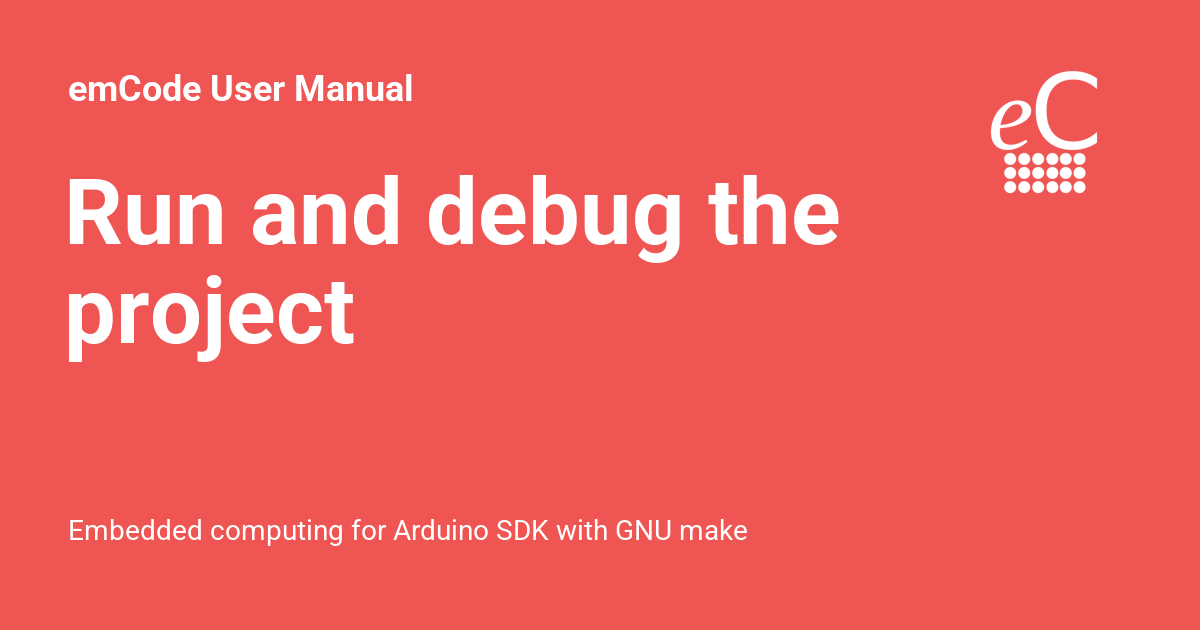 emCode User Manual
eC
Run and debug the
project
Embedded computing for Arduino SDK with GNU make